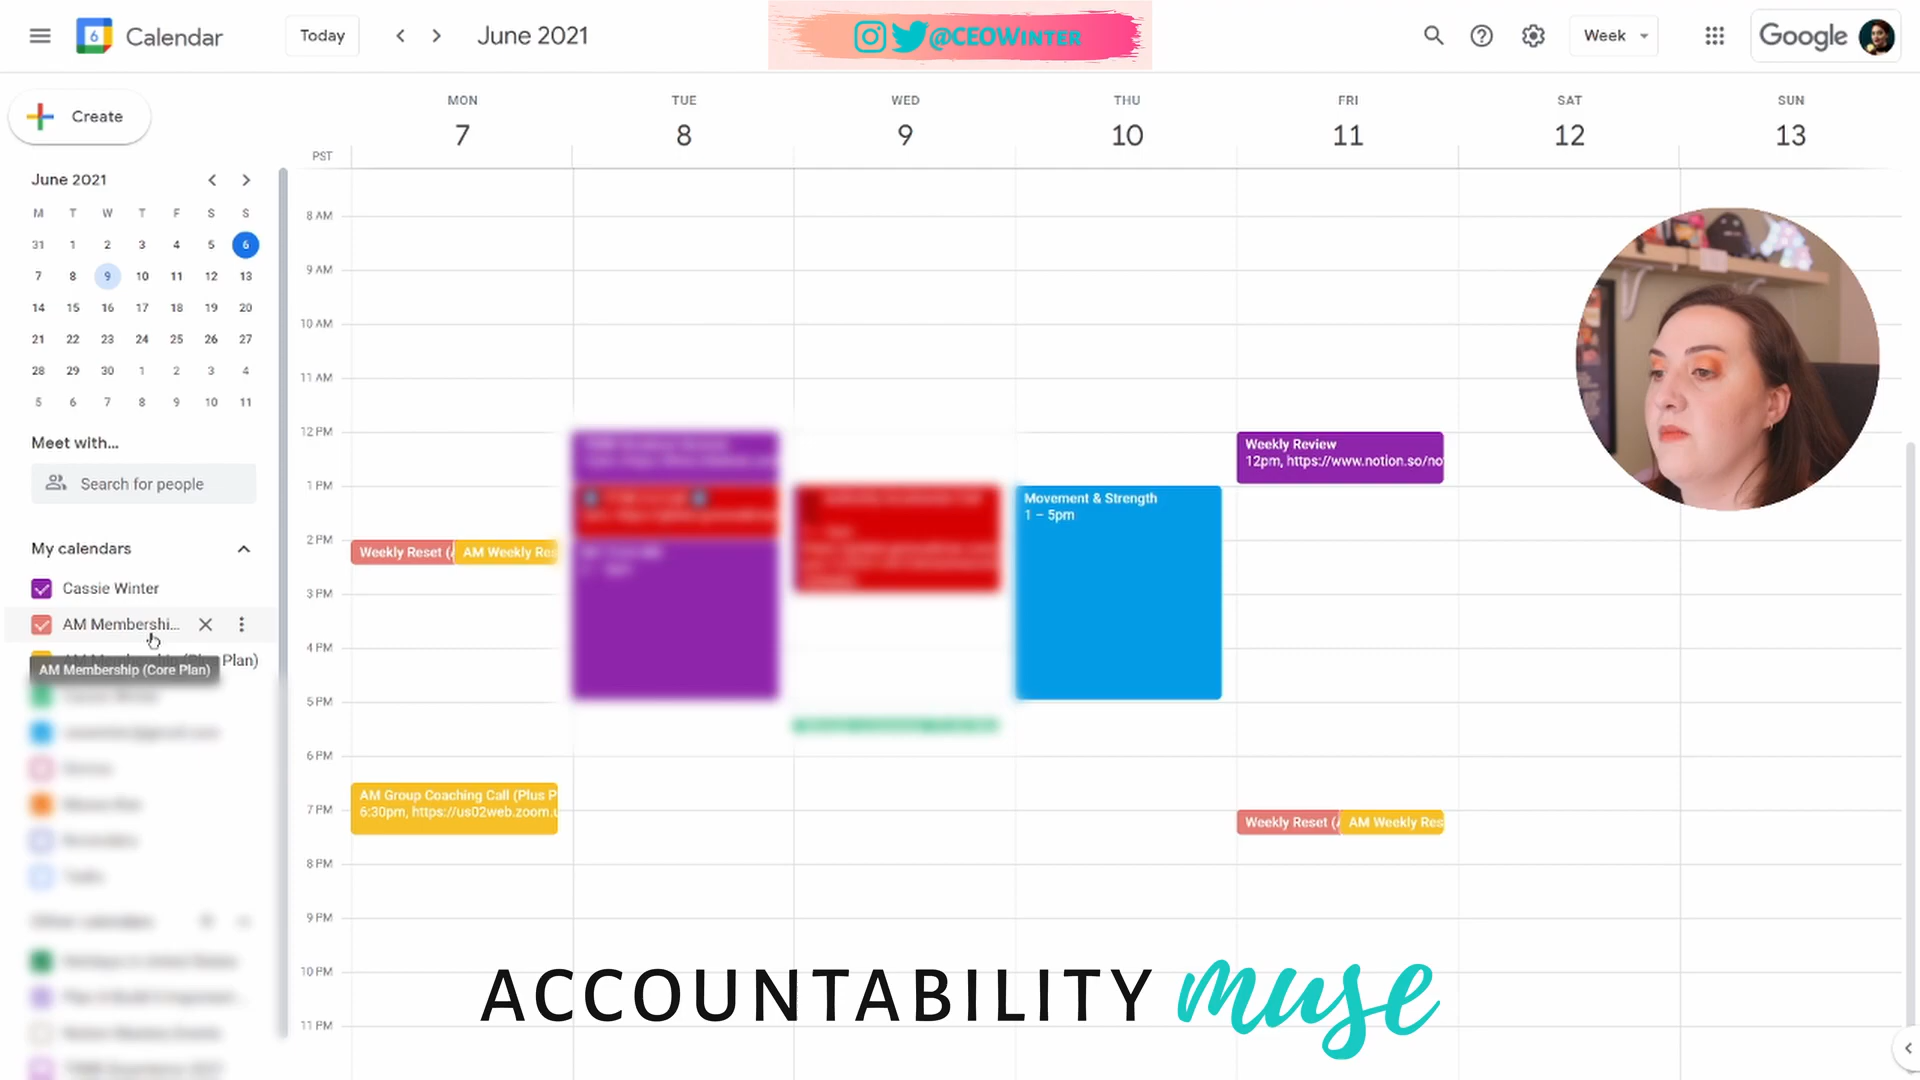 6
Calendar
Today
June 2021
@CEOWinter
Week
Google
Create
MON
TUE
WED
THU
FRI
SAT
SUN
7
8
9
10
11
12
13
PST
June 2021
M T W T F S S
31 1 2 3 4 5 6
7 8 9 10 11 12 13
14 15 16 17 18 19 20
21 22 23 24 25 26 27
28 29 30 1 2 3 4
5 6 7 8 9 10 11
Meet with...
Search for people
My calendars
Cassie Winter
AM Membershi...
Plan)
AM Membership (Core Plan)
8 AM
9 AM
10 AM
11 AM
12 PM
1 PM
2 PM
3 PM
4 PM
5 PM
6 PM
7 PM
8 PM
9 PM
10 PM
11 PM
Weekly Reset (
AM Weekly Res
AM Group Coaching Call (Plus P
6:30pm, https://us02web.zoom.u
Movement & Strength
1 – 5pm
Weekly Review
12pm, https://www.notion.so/no
Weekly Reset (
AM Weekly Res
ACCOUNTABILITY muse